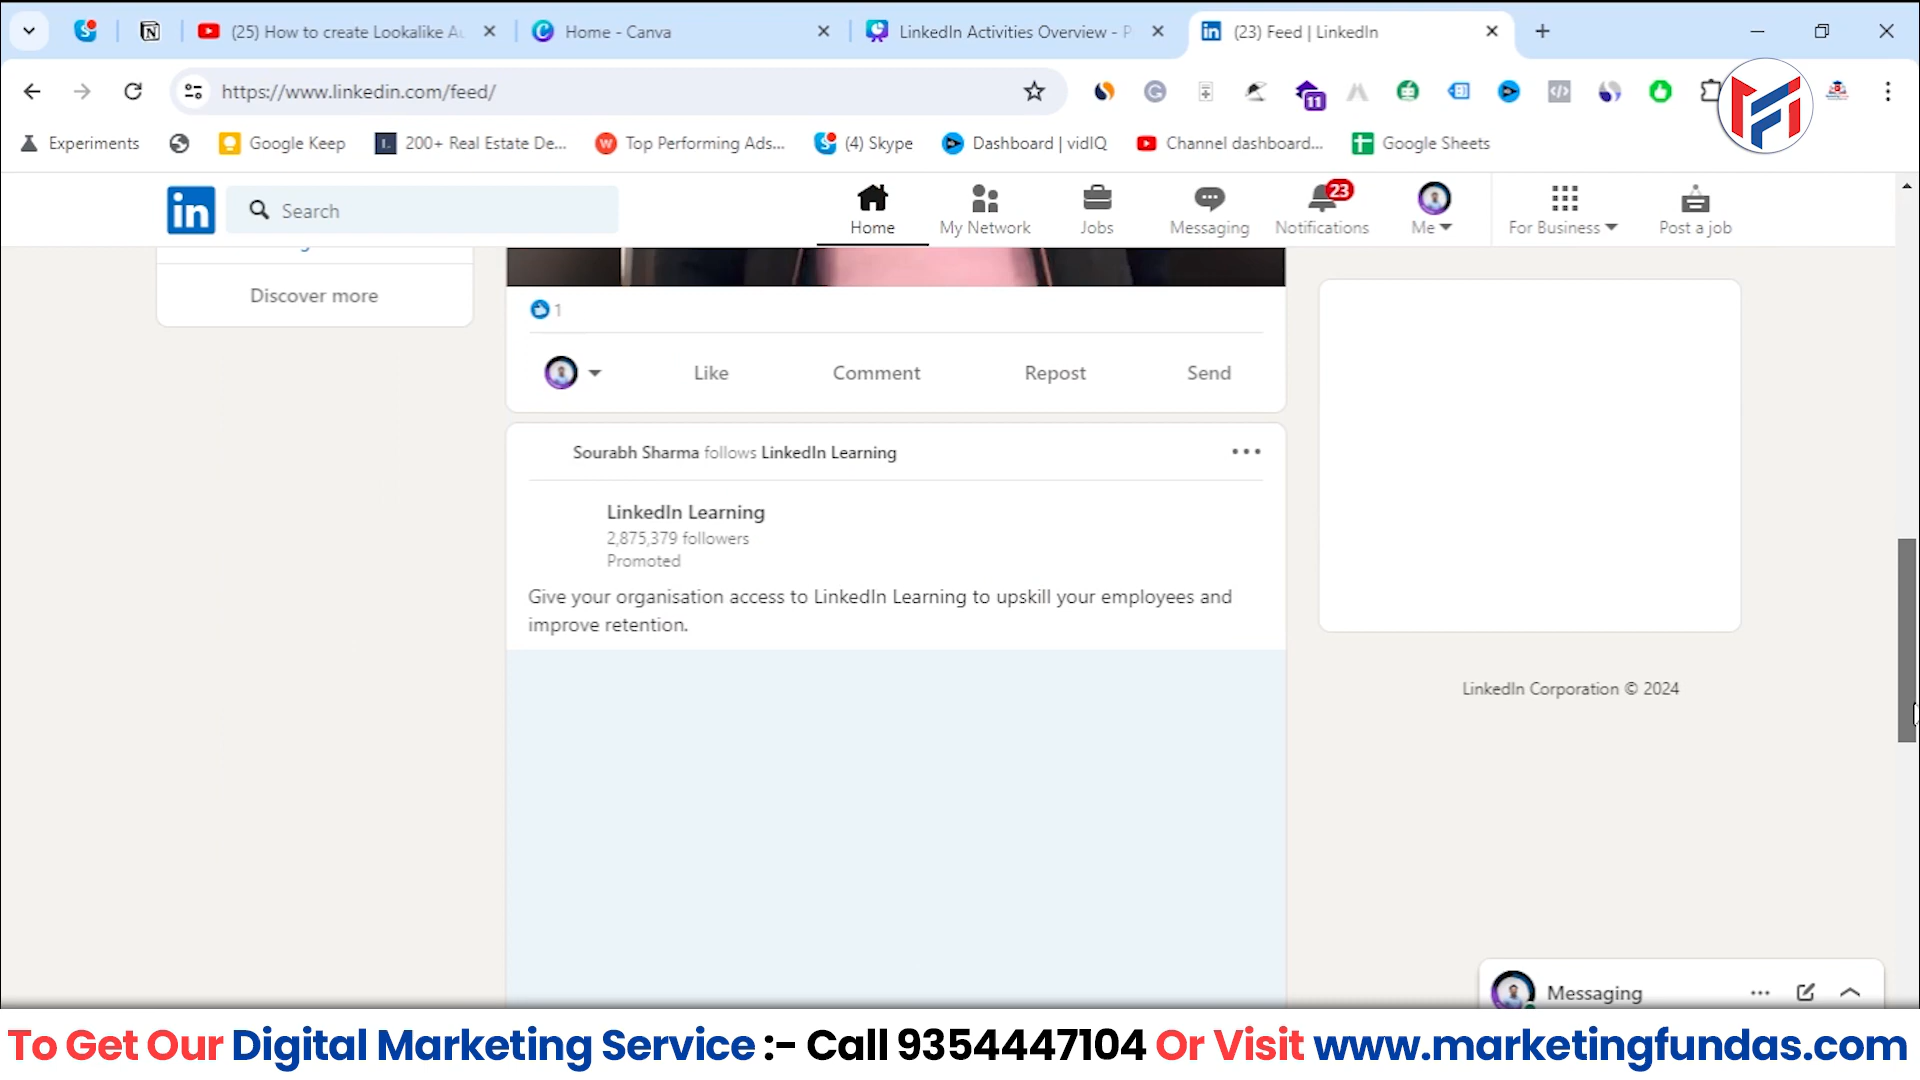 (25) How to create Lookalike Au
Home - Canva
LinkedIn Activities Overview - P
(23) Feed | LinkedIn
https://www.linkedin.com/feed/
11
Experiments
Google Keep
200+ Real Estate De...
Top Performing Ads...
(4) Skype
Dashboard | vidIQ
Channel dashboard...
Google Sheets
in
Search
Home
My Network
Jobs
Messaging
23
Notifications
Me
For Business
Post a job
Discover more
1
Like
Comment
Repost
Send
Sourabh Sharma follows LinkedIn Learning
LinkedIn Learning
2,875,379 followers
Promoted
Give your organisation access to LinkedIn Learning to upskill your employees and
improve retention.
LinkedIn Corporation © 2024
Messaging
To Get Our Digital Marketing Service :- Call 9354447104 Or Visit www.marketingfundas.com